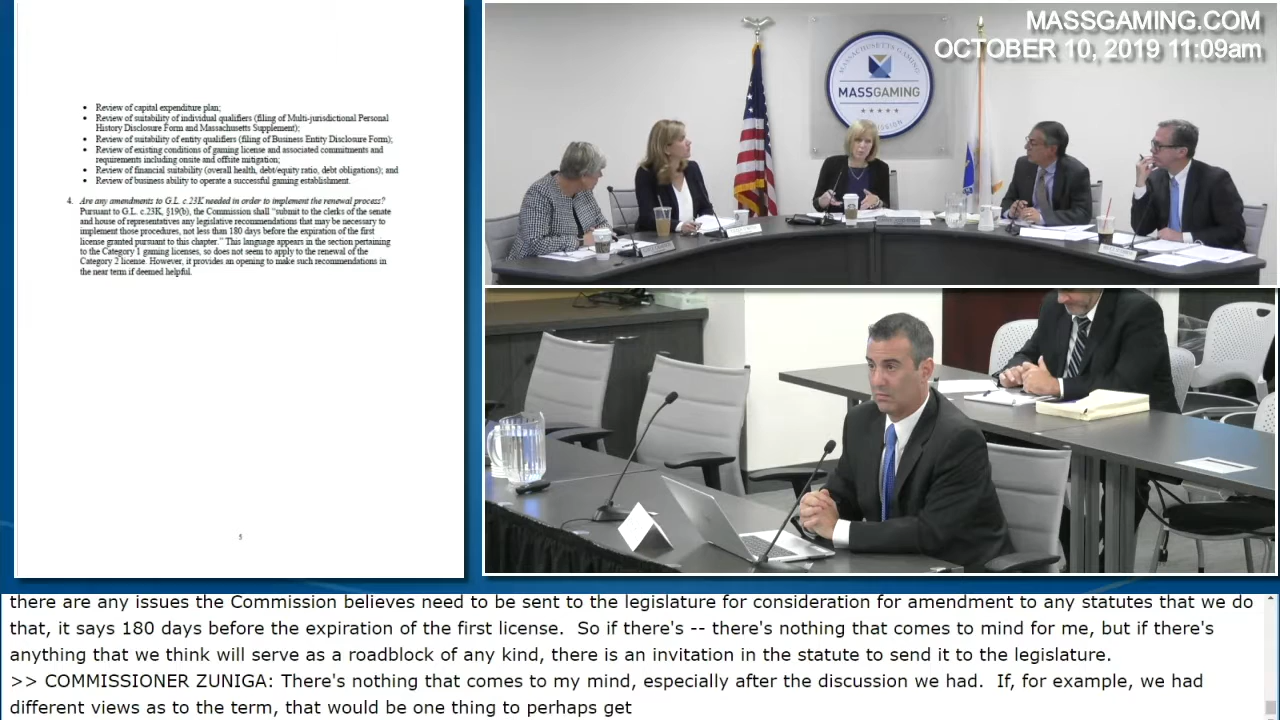 • Review of capital expenditure plan;
• Review of suitability of individual qualifiers (filing of Multi-jurisdictional Personal
History Disclosure Form and Massachusetts Supplement);
• Review of suitability of entity qualifiers (filing of Business Entity Disclosure Form);
• Review of existing conditions of gaming license and associated commitments and
requirements including onsite and offsite mitigation;
• Review of financial suitability (overall health, debt/equity ratio, debt obligations); and
• Review of business ability to operate a successful gaming establishment.
4. Are any amendments to G.L. c.23K needed in order to implement the renewal process?
Pursuant to G.L. c.23K, §19(b), the Commission shall "submit to the clerks of the senate
and house of representatives any legislative recommendations that may be necessary to
implement those procedures, not less than 180 days before the expiration of the first
license granted pursuant to this chapter." This language appears in the section pertaining
to the Category 1 gaming licenses, so does not seem to apply to the renewal of the
Category 2 license. However, it provides an opening to make such recommendations in
the near term if deemed helpful.
5
MASSGAMING.COM
OCTOBER 10, 2019 11:09am
MASSACHUSETTS GAMING
MASSGAMING
there are any issues the Commission believes need to be sent to the legislature for consideration for amendment to any statutes that we do
that, it says 180 days before the expiration of the first license.  So if there's -- there's nothing that comes to mind for me, but if there's
anything that we think will serve as a roadblock of any kind, there is an invitation in the statute to send it to the legislature.
>> COMMISSIONER ZUNIGA: There's nothing that comes to my mind, especially after the discussion we had.  If, for example, we had
different views as to the term, that would be one thing to perhaps get